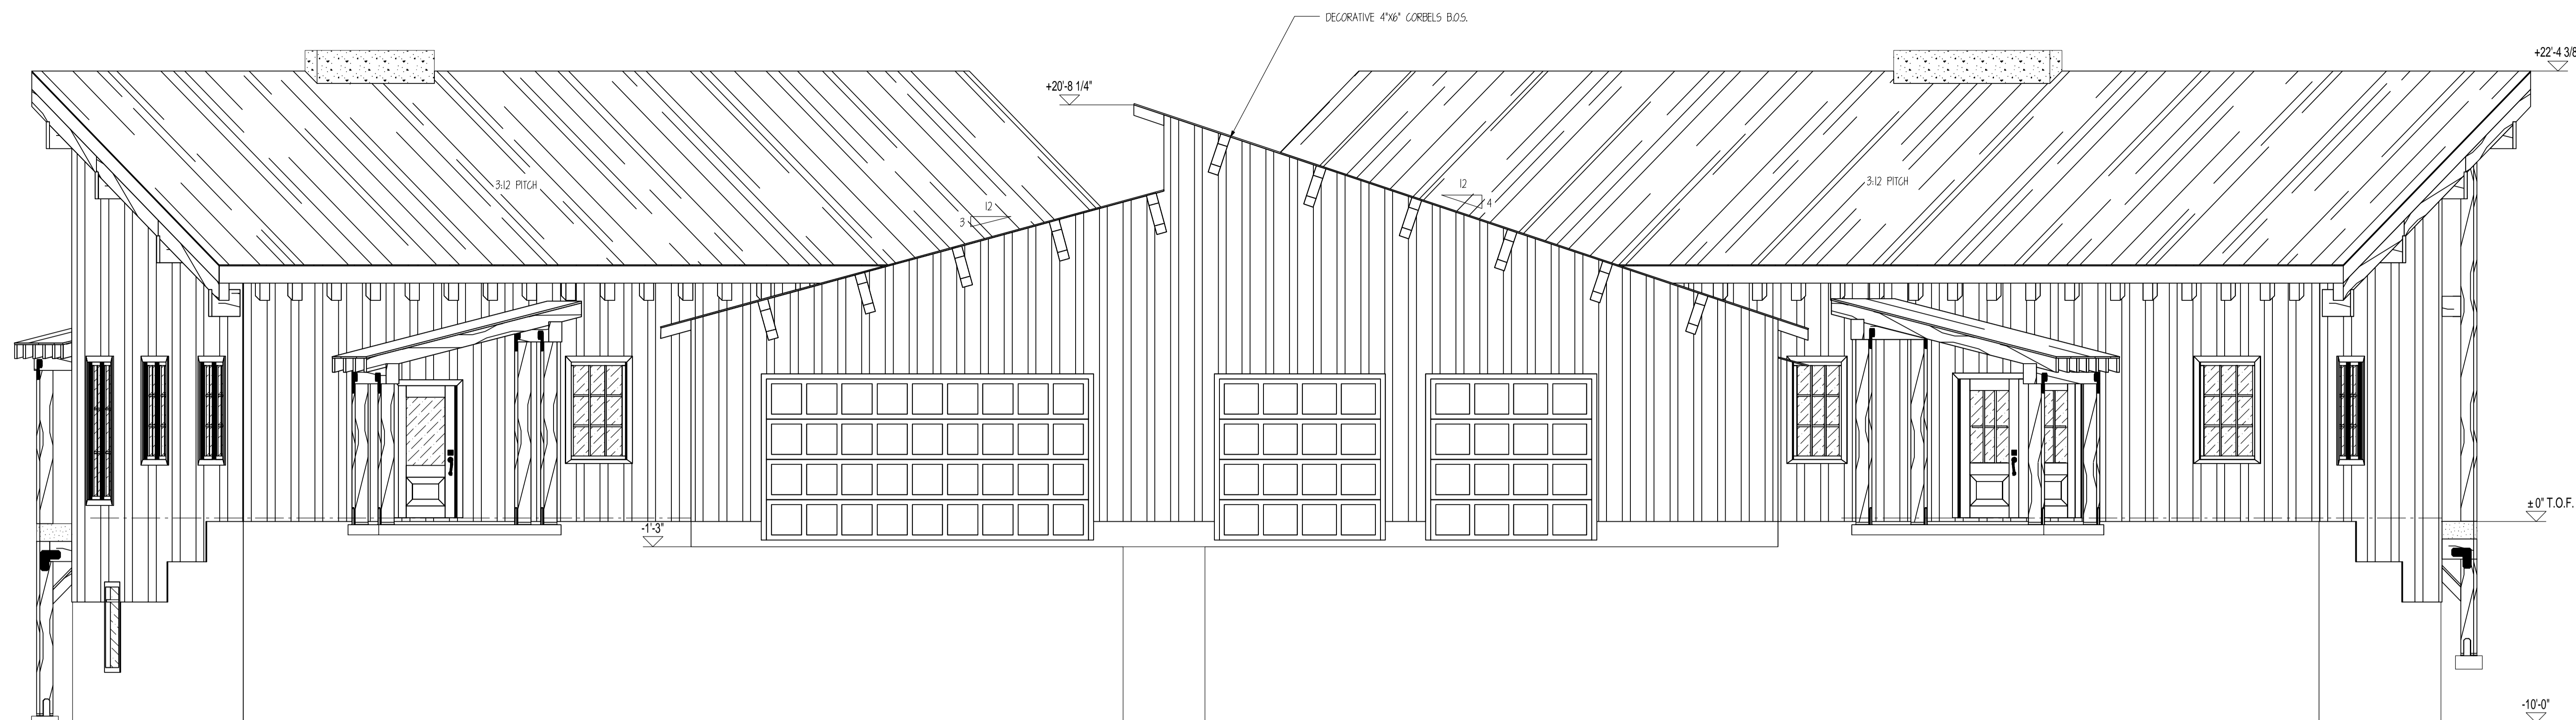 DECORATIVE 4"X6" CORBELS B.O.S.
+22'-4 3/8
+20'-8 1/4"
3:12 PITCH
3:12 PITCH
12
4
12
3
± 0" T.O.F.
-1'-3"
-10'-0"